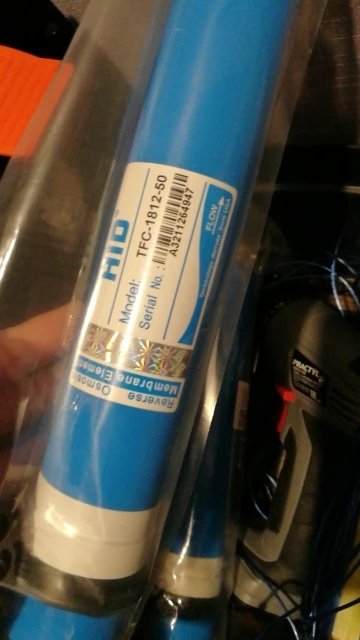 HID
Model: TFC-1812-50
Serial No.: A3211264947
FLOW
Reverse Osmosis
Membrane Element
PRACTYL